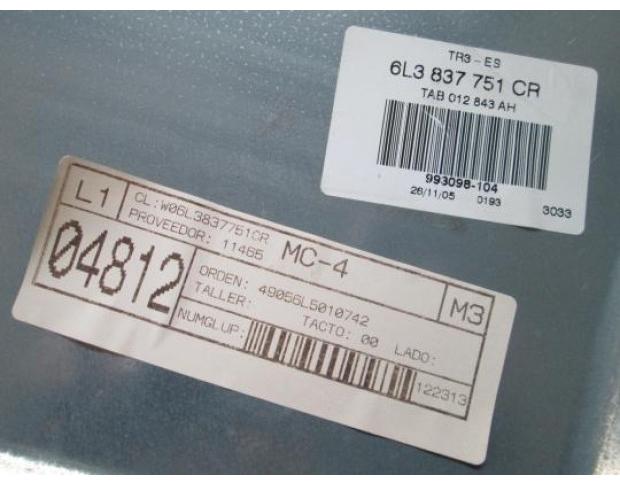 TR3 - ES
6L3 837 751 CR
TAB 012 843 AH
993098-104
26/11/05 0193
3033
L1
CL:W06L3837751CR
PROVEEDOR: 11465
MC-4
04812
ORDEN: 49056L5010742
M3
TALLER:
TACTO: 00 LADO:
NUMGLUP:
122313